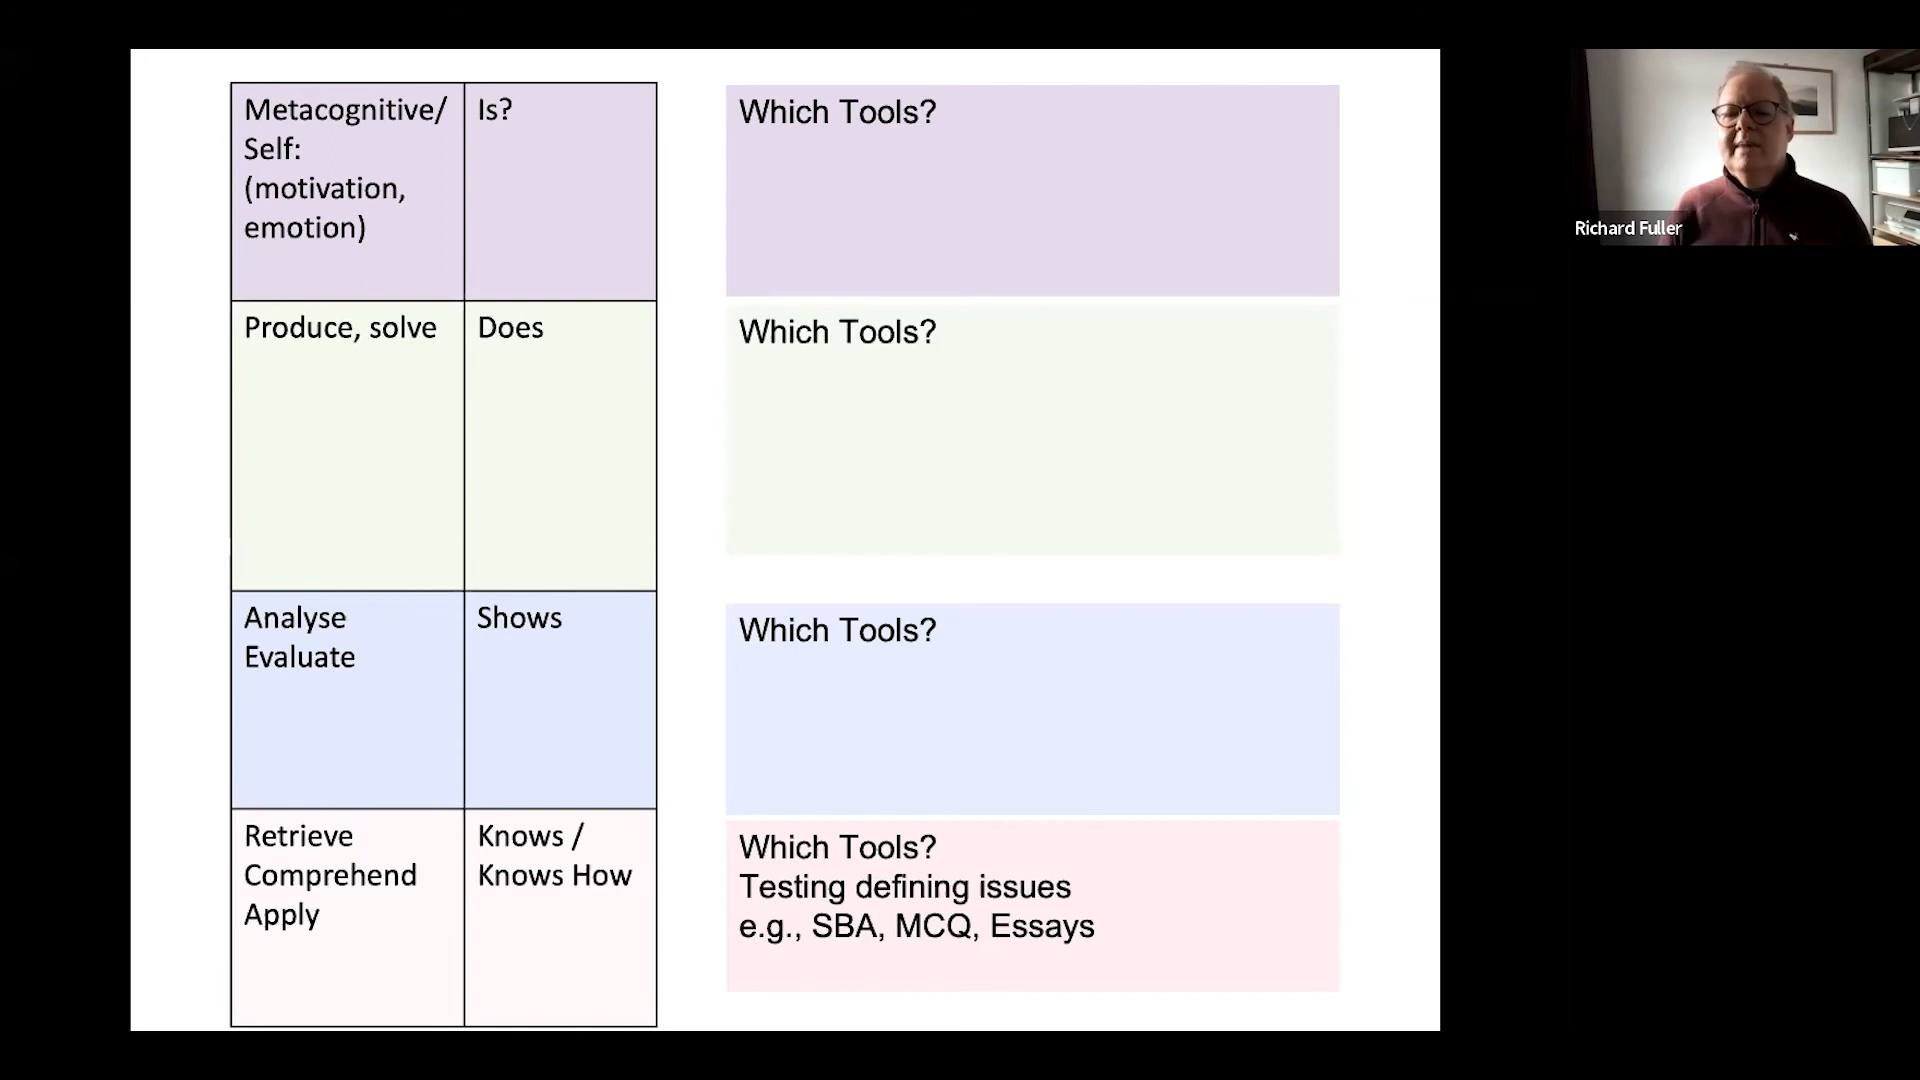 Metacognitive/
Self:
(motivation,
emotion)
Is?
Which Tools?
Produce, solve
Does
Which Tools?
Analyse
Evaluate
Shows
Which Tools?
Retrieve
Comprehend
Apply
Knows /
Knows How
Which Tools?
Testing defining issues
e.g., SBA, MCQ, Essays
Richard Fuller